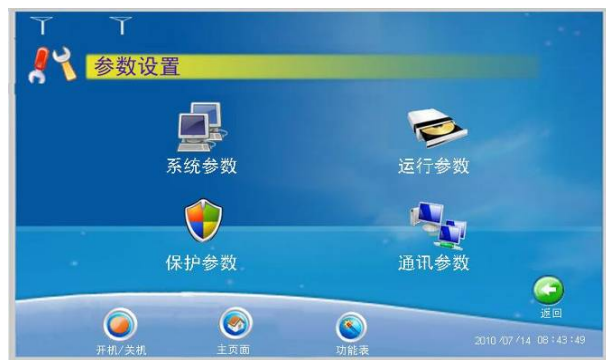 参数设置
系统参数
运行参数
保护参数
通讯参数
返回
开机/关机
主页面
功能表
2010/07/14 08:43:49